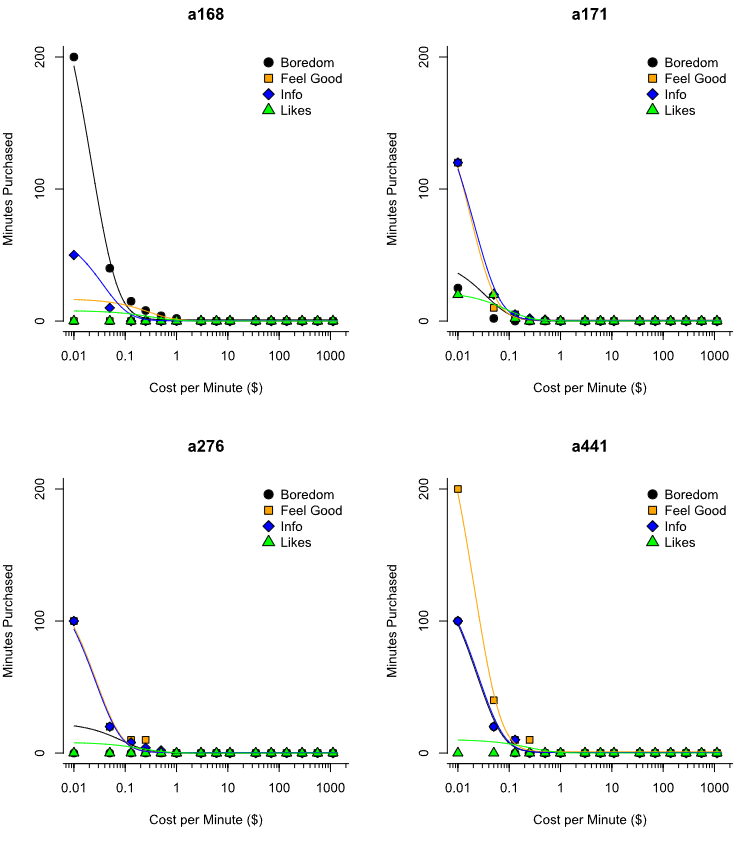 a168
200
100
0
Minutes Purchased
Boredom
Feel Good
Info
Likes
0.01 0.1 1 10 100 1000
Cost per Minute ($)
a171
200
100
0
Minutes Purchased
Boredom
Feel Good
Info
Likes
0.01 0.1 1 10 100 1000
Cost per Minute ($)
a276
200
100
0
Minutes Purchased
Boredom
Feel Good
Info
Likes
0.01 0.1 1 10 100 1000
Cost per Minute ($)
a441
200
100
0
Minutes Purchased
Boredom
Feel Good
Info
Likes
0.01 0.1 1 10 100 1000
Cost per Minute ($)